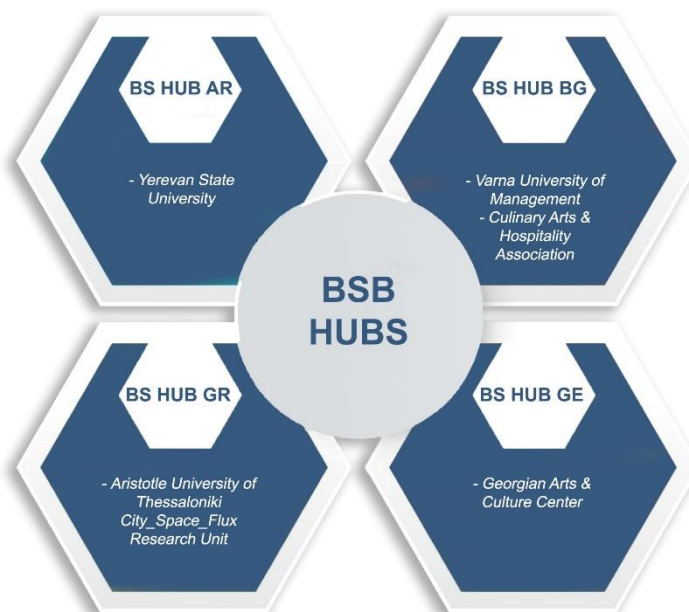 BS HUB AR
- Yerevan State
University
BS HUB BG
- Varna University of
Management
- Culinary Arts &
Hospitality
Association
BSB
HUBS
BS HUB GR
- Aristotle University of
Thessaloniki
City_Space_Flux
Research Unit
BS HUB GE
- Georgian Arts &
Culture Center